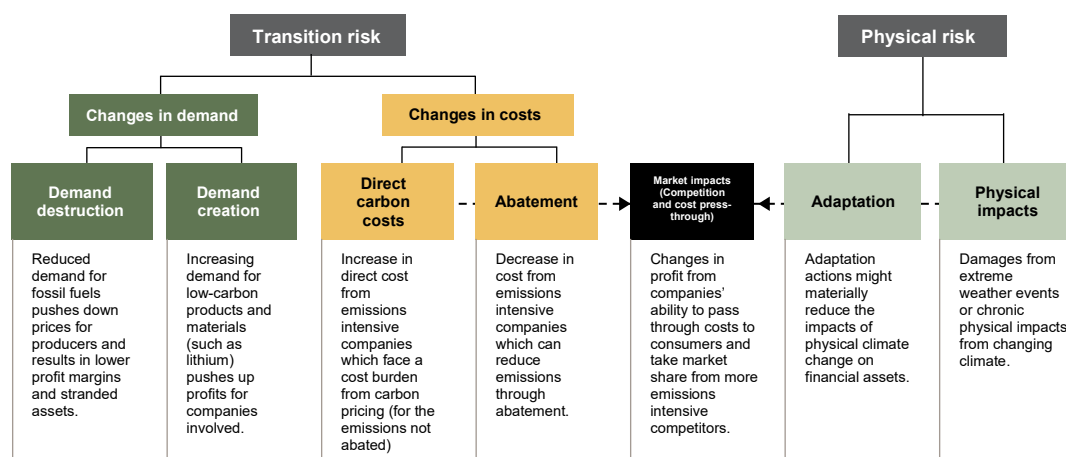 Transition risk
Physical risk
Changes in demand
Changes in costs
Demand
destruction
Demand
creation
Direct
carbon
costs
Abatement
Market impacts
(Competition
and cost press-
through)
Adaptation
Physical
impacts
Reduced
demand for
fossil fuels
pushes down
prices for
producers and
results in lower
profit margins
and stranded
assets.
Increasing
demand for
low-carbon
products and
materials
(such as
lithium)
pushes up
profits for
companies
involved.
Increase in
direct cost
from
emissions
intensive
companies
which face a
cost burden
from carbon
pricing (for the
emissions not
abated)
Decrease in
cost from
emissions
intensive
companies
which can
reduce
emissions
through
abatement.
Changes in
profit from
companies’
ability to pass
through costs to
consumers and
take market
share from more
emissions
intensive
competitors.
Adaptation
actions might
materially
reduce the
impacts of
physical climate
change on
financial assets.
Damages from
extreme
weather events
or chronic
physical impacts
from changing
climate.